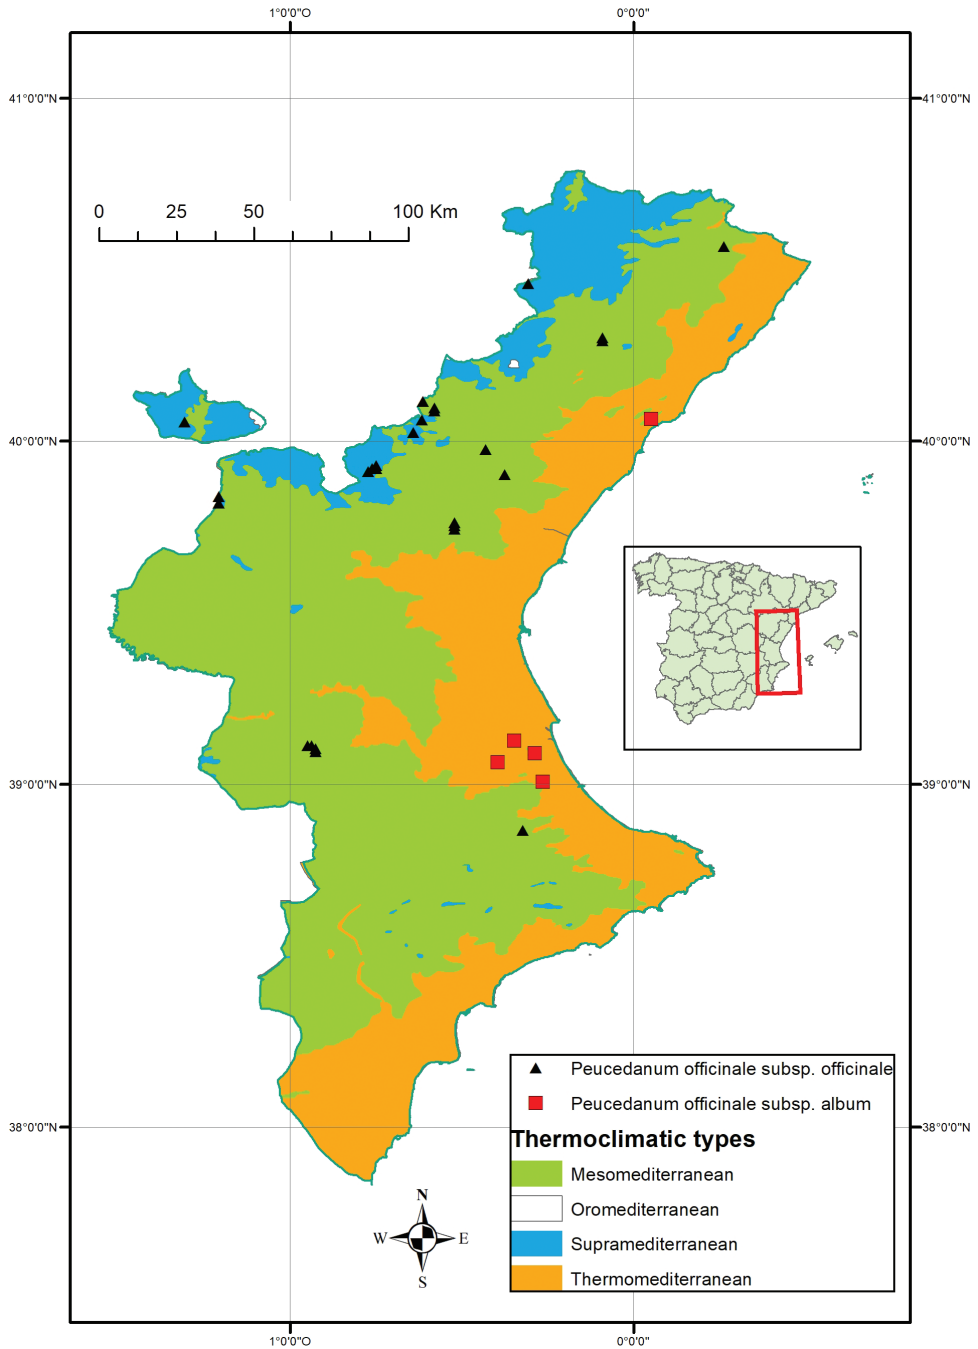 1°0'0"O 0°0'0"
41°0'0"N 41°0'0"N
0 25 50 100 Km
40°0'0"N 40°0'0"N
39°0'0"N 39°0'0"N
Peucedanum officinale subsp. officinale
Peucedanum officinale subsp. album
38°0'0"N 38°0'0"N
Thermoclimatic types
Mesomediterranean
Oromediterranean
Supramediterranean
Thermomediterranean
N
W E
S
1°0'0"O 0°0'0"